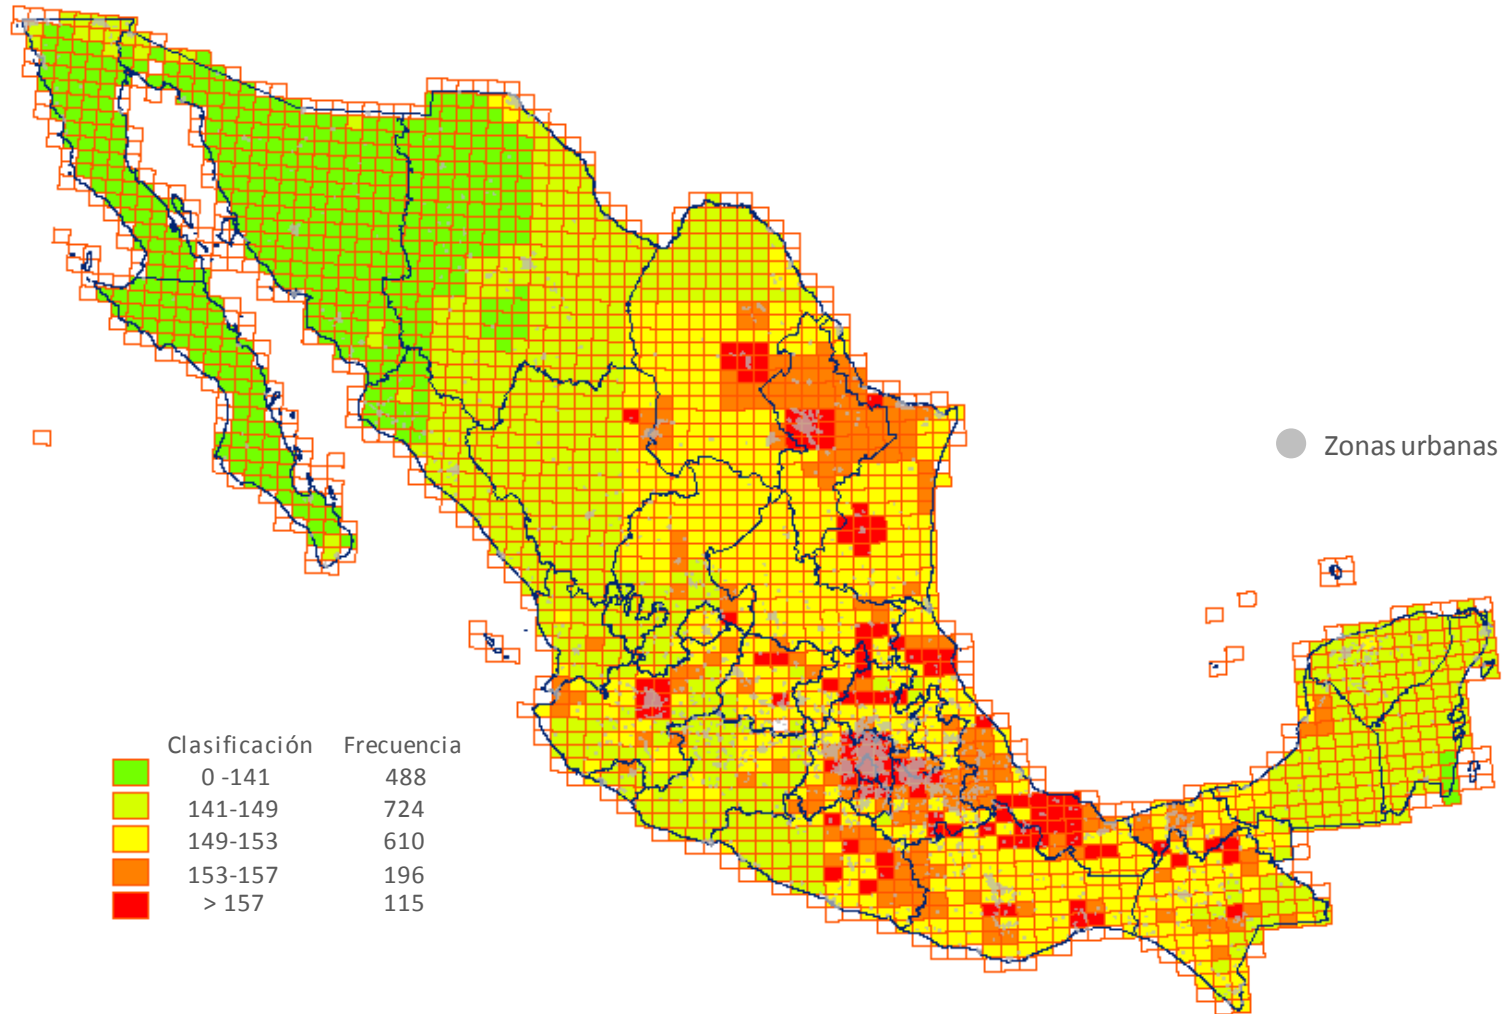 Zonas urbanas
Clasificación Frecuencia
0 -141 488
141-149 724
149-153 610
153-157 196
> 157 115